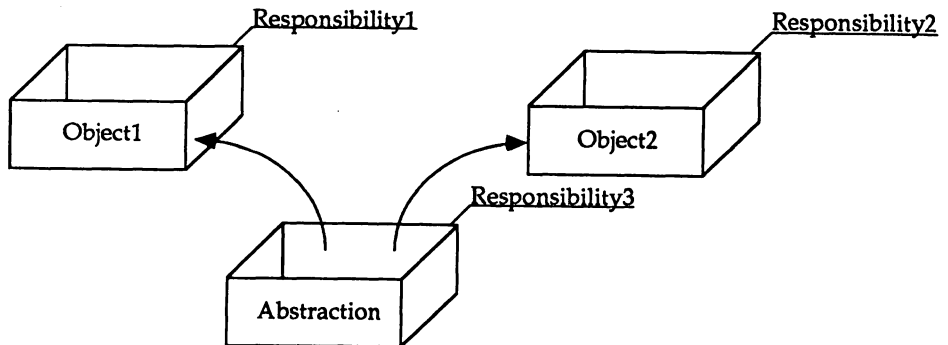 Responsibility1
Responsibility2
Object1
Object2
Responsibility3
Abstraction